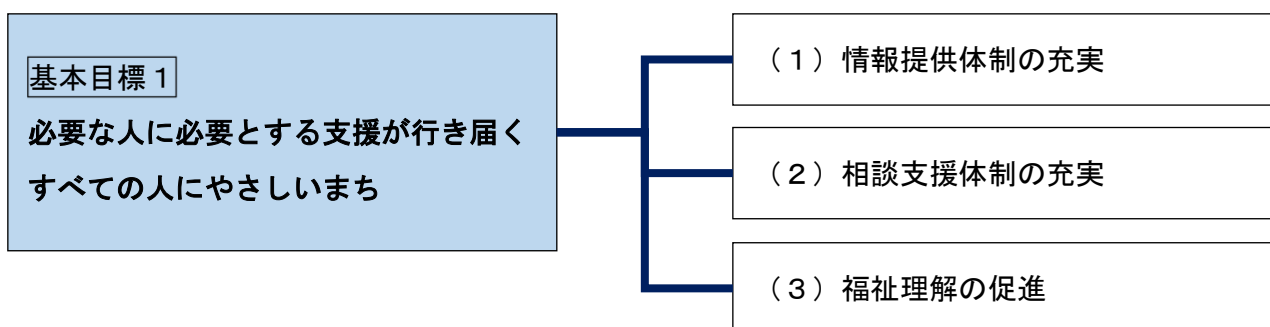 基本目標1
必要な人に必要とする支援が行き届く
すべての人にやさしいまち
(1)情報提供体制の充実
(2)相談支援体制の充実
(3)福祉理解の促進